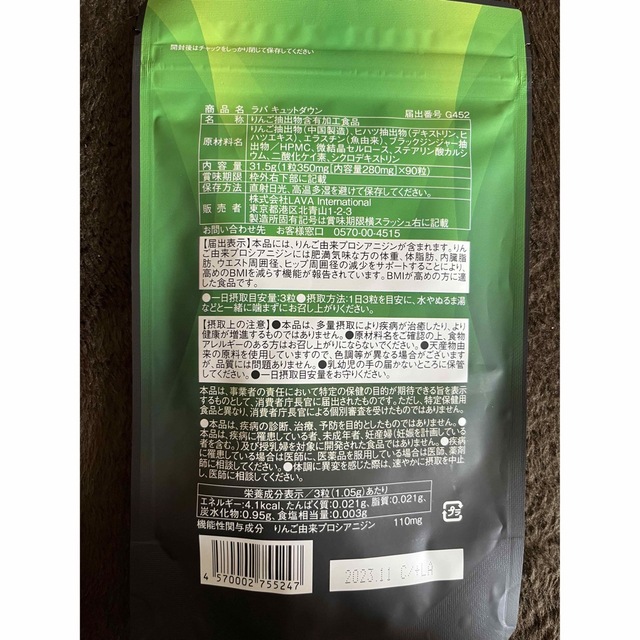 開封後はチャックをしっかり閉じて保存してください
商品名 ラバ キュットダウン 届出番号 G452
名称 りんご抽出物含有加工食品
原材料名 りんご抽出物(中国製造)、ヒハツ抽出物(デキストリン、ヒハツエキス)、エラスチン(魚由来)、ブラックジンジャー抽出物/HPMC、微結晶セルロース、ステアリン酸カルシウム、二酸化ケイ素、シクロデキストリン
内容量 31.5g(1粒350mg[内容量280mg]×90粒)
賞味期限 枠外右下部に記載
保存方法 直射日光、高温多湿を避けて保存してください。
販売者 株式会社LAVA International
東京都港区北青山1-2-3
製造所固有記号は賞味期限横スラッシュ右に記載
お問い合わせ先 お客様窓口 0570-00-4515
【届出表示】本品には、りんご由来プロシアニジンが含まれます。りん
ご由来プロシアニジンには肥満気味な方の体重、体脂肪、内臓脂
肪、ウエスト周囲径、ヒップ周囲径の減少をサポートすることにより、
高めのBMIを減らす機能が報告されています。BMIが高めの方に適
した食品です。
●一日摂取目安量:3粒●摂取方法:1日3粒を目安に、水やぬるま湯
などと一緒に噛まずにお召し上がりください。
【摂取上の注意】●本品は、多量摂取により疾病が治癒したり、より
健康が増進するものではありません。●原材料名をご確認の上、食物
アレルギーのある方はお召し上がりにならないでください。●天産物由
来の原料を使用していますので、色調等が異なる場合がございます
が、品質には問題ありません。●乳幼児の手の届かない所に保管
してください。●一日摂取目安量をお守りください。
本品は、事業者の責任において特定の保健の目的が期待できる旨を表示
するものとして、消費者庁長官に届出されたものです。ただし、特定保健用
食品と異なり、消費者庁長官による個別審査を受けたものではありません。
●本品は、疾病の診断、治療、予防を目的としたものではありません。
●本品は、疾病に罹患している者、未成年者、妊産婦(妊娠を計画してい
る者を含む。)及び授乳婦を対象に開発された食品ではありません。●疾病
に罹患している場合は医師に、医薬品を服用している場合は医師、薬剤
師に相談してください。●体調に異変を感じた際は、速やかに摂取を中止
し、医師に相談してください。
栄養成分表示/3粒(1.05g)あたり
エネルギー:4.1kcal、たんぱく質:0.021g、脂質:0.021g、
炭水化物:0.95g、食塩相当量:0.003g
機能性関与成分 りんご由来プロシアニジン 110mg
プラ
4 570002 755247
2023.11 C/+LA